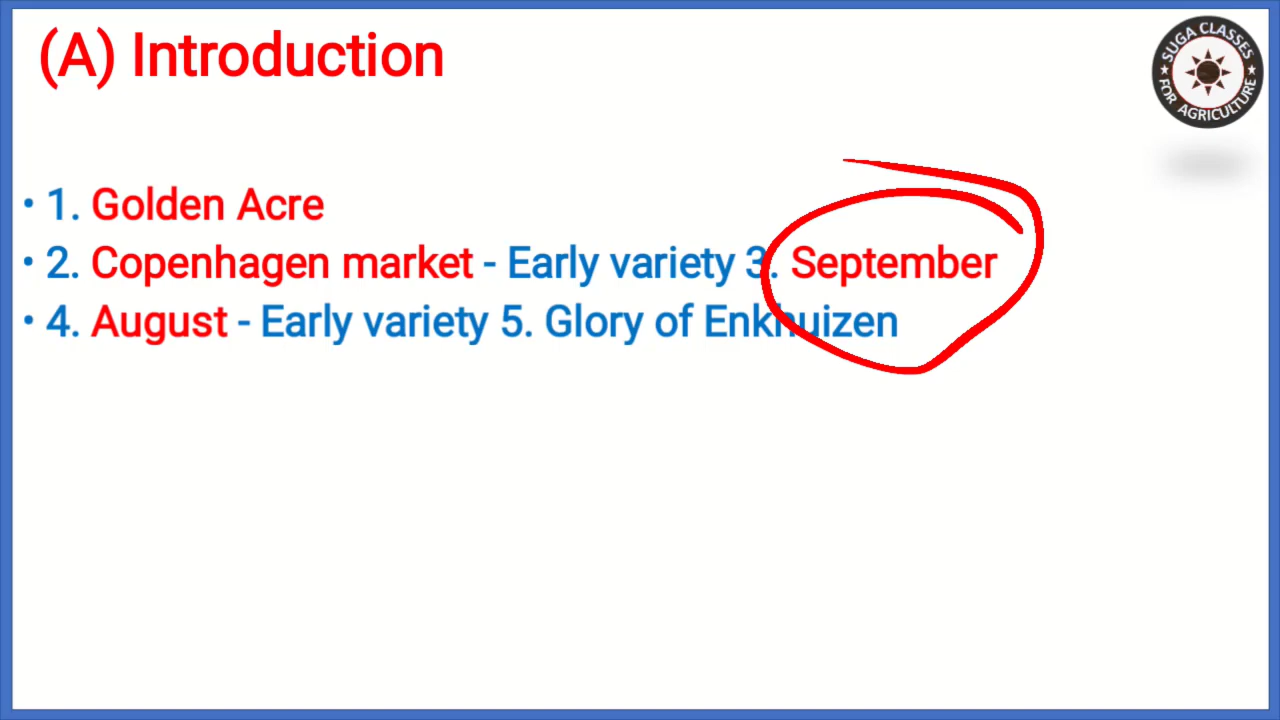 (A) Introduction
SUGA CLASSES
FOR AGRICULTURE
• 1. Golden Acre
• 2. Copenhagen market - Early variety 3. September
• 4. August - Early variety 5. Glory of Enkhuizen